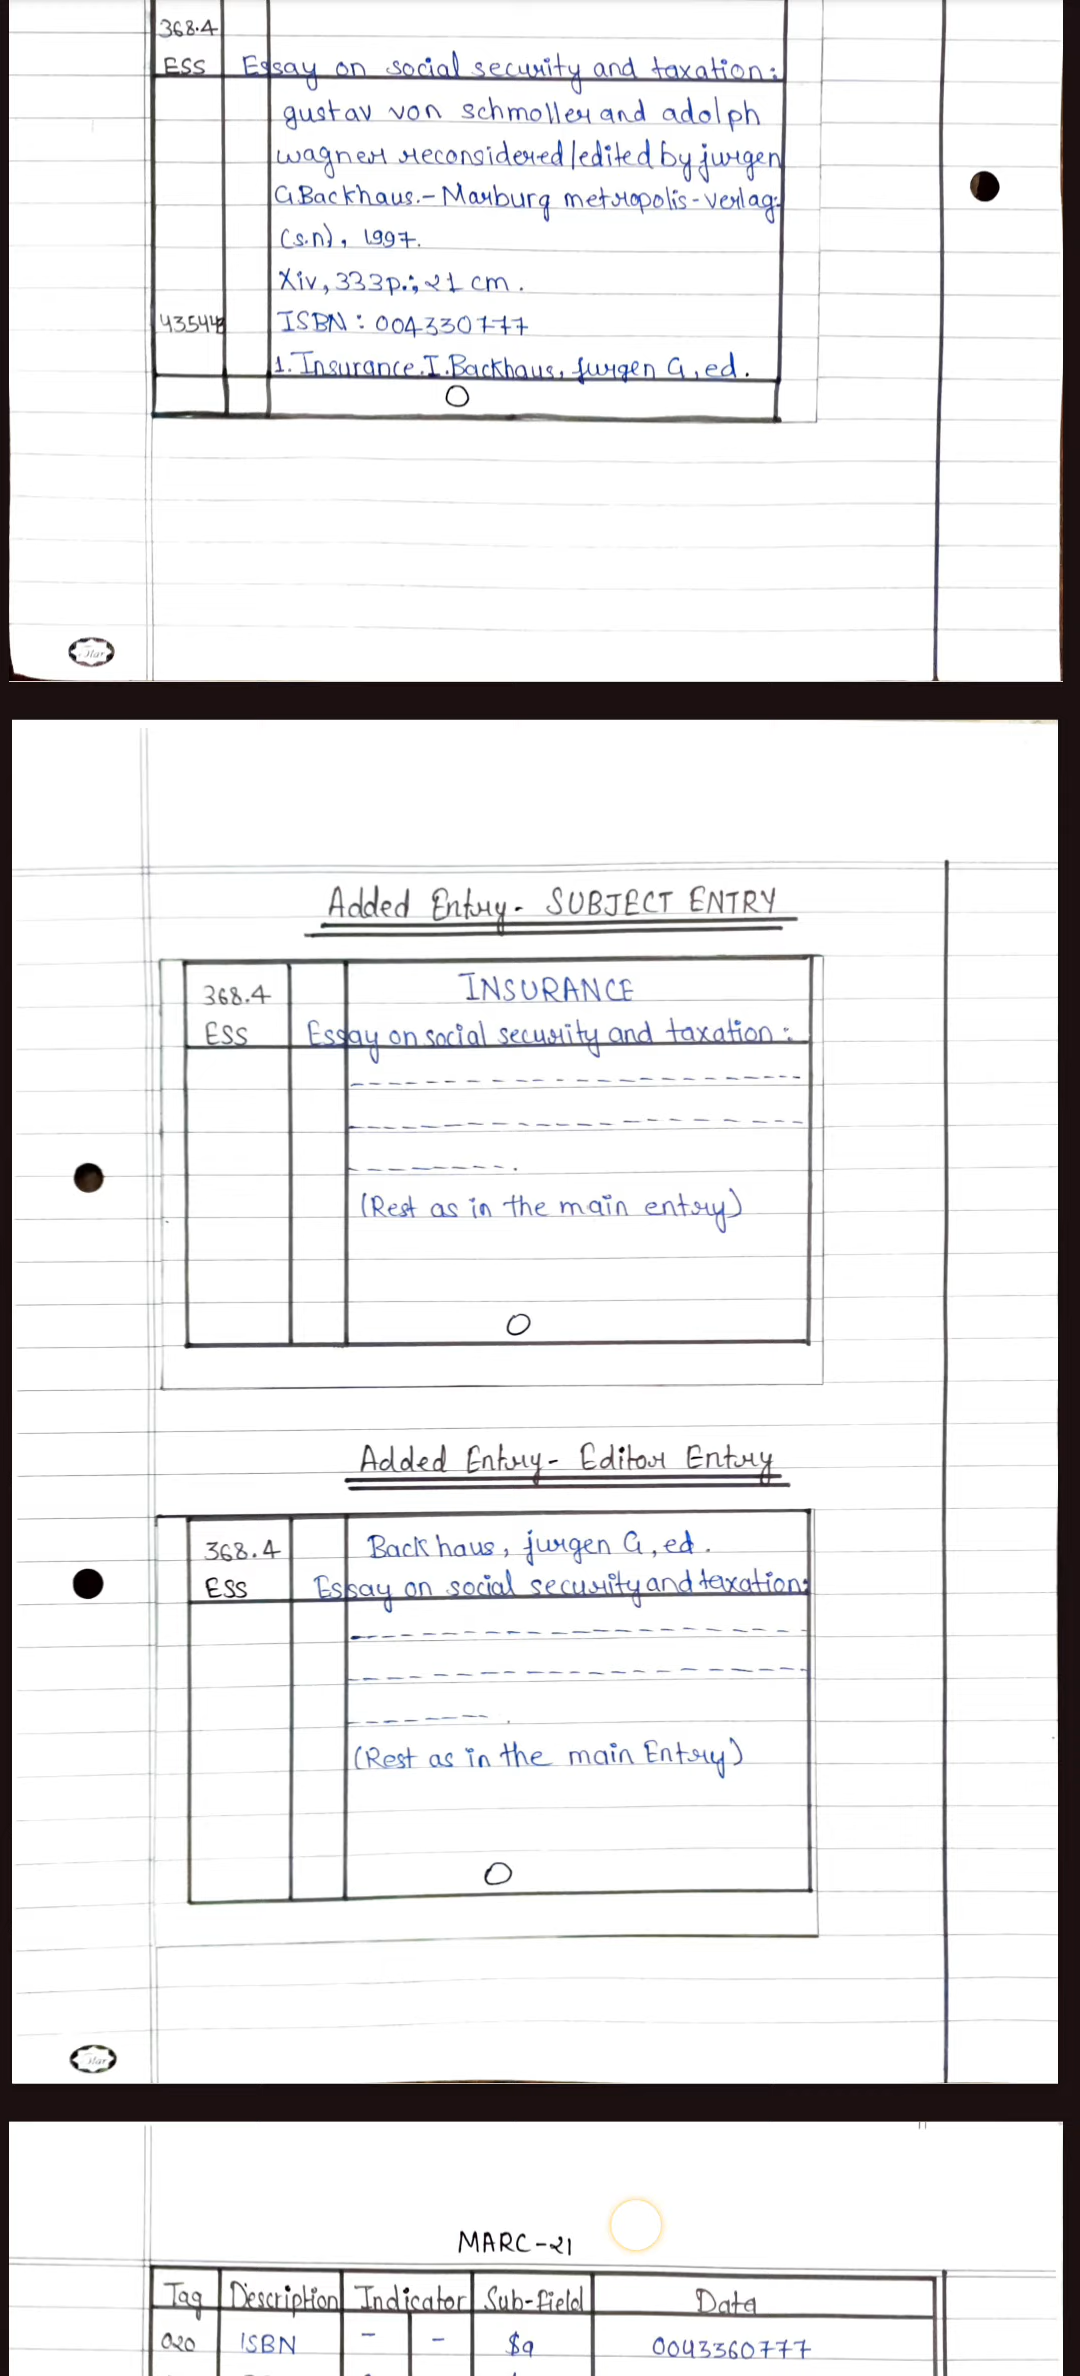 368.4
ESS Essay on social security and taxation:
gustav von schmoller and adolph
wagner reconsidered/edited by jurgen
G.Backhaus.- Marburg metropolis-verlag:
(s.n), 1997.
Xiv, 333p.; 21 cm.
43544 ISBN : 004330777
1. Insurance. I. Backhaus, jurgen G, ed.
Star
Added Entry- SUBJECT ENTRY
368.4 INSURANCE
ESS Essay on social security and taxation:
(Rest as in the main entry)
Added Entry- Editor Entry
368.4 Backhaus, jurgen G, ed.
ESS Essay on social security and taxation:
(Rest as in the main Entry)
Star
MARC-21
Tag Description Indicator Sub-field Data
020 ISBN - - $a 0043360777